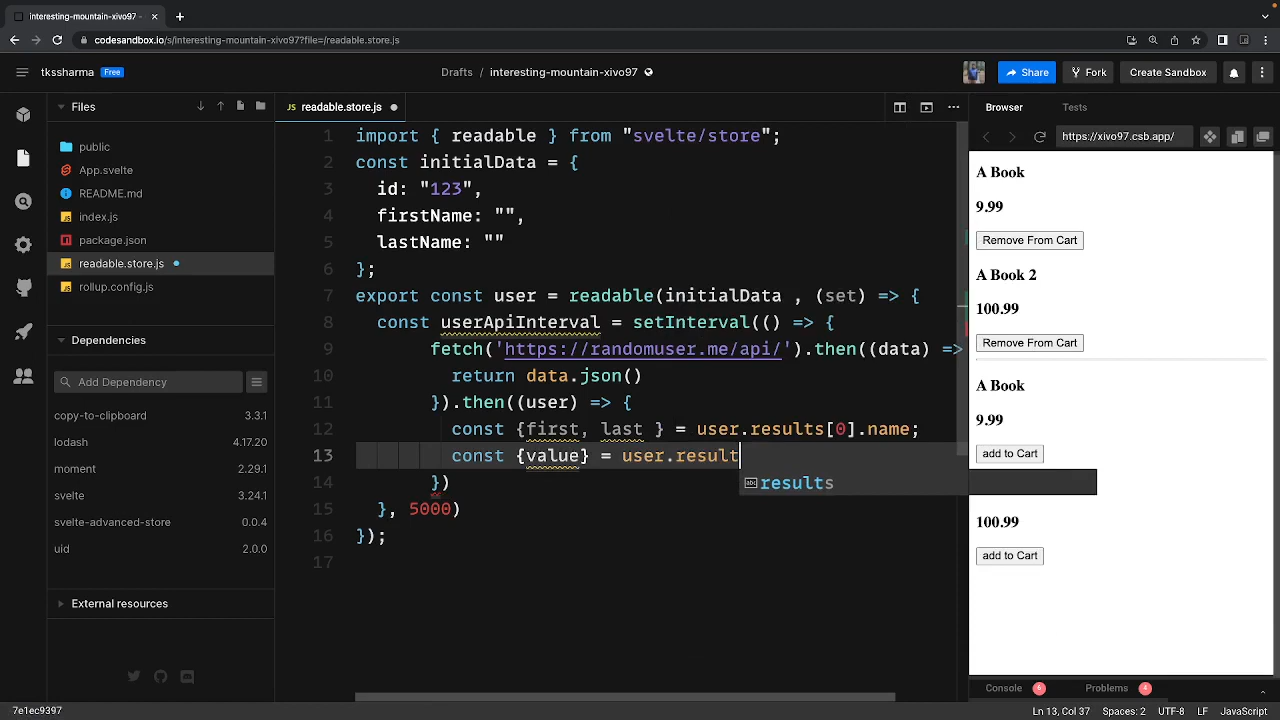 interesting-mountain-xivo97
codesandbox.io/s/interesting-mountain-xivo97?file=/readable.store.js
tkssharma Free
Drafts / interesting-mountain-xivo97
Share
Fork
Create Sandbox
Files
public
App.svelte
README.md
index.js
package.json
readable.store.js
rollup.config.js
Dependencies
Add Dependency
copy-to-clipboard 3.3.1
lodash 4.17.20
moment 2.29.1
svelte 3.24.1
svelte-advanced-store 0.0.4
uid 2.0.0
External resources
7e1ec9397
JS readable.store.js
1 import { readable } from "svelte/store";
2 const initialData = {
3 id: "123",
4 firstName: "",
5 lastName: ""
6 };
7 export const user = readable(initialData , (set) => {
8 const userApiInterval = setInterval(() => {
9 fetch('https://randomuser.me/api/').then((data) =>
10 return data.json()
11 }).then((user) => {
12 const {first, last } = user.results[0].name;
13 const {value} = user.result
abc results
14 })
15 }, 5000)
16 });
17
Browser Tests
https://xivo97.csb.app/
A Book
9.99
Remove From Cart
A Book 2
100.99
Remove From Cart
A Book
9.99
add to Cart
100.99
add to Cart
Console 6 Problems 4
Ln 13, Col 37 Spaces: 2 UTF-8 LF JavaScript